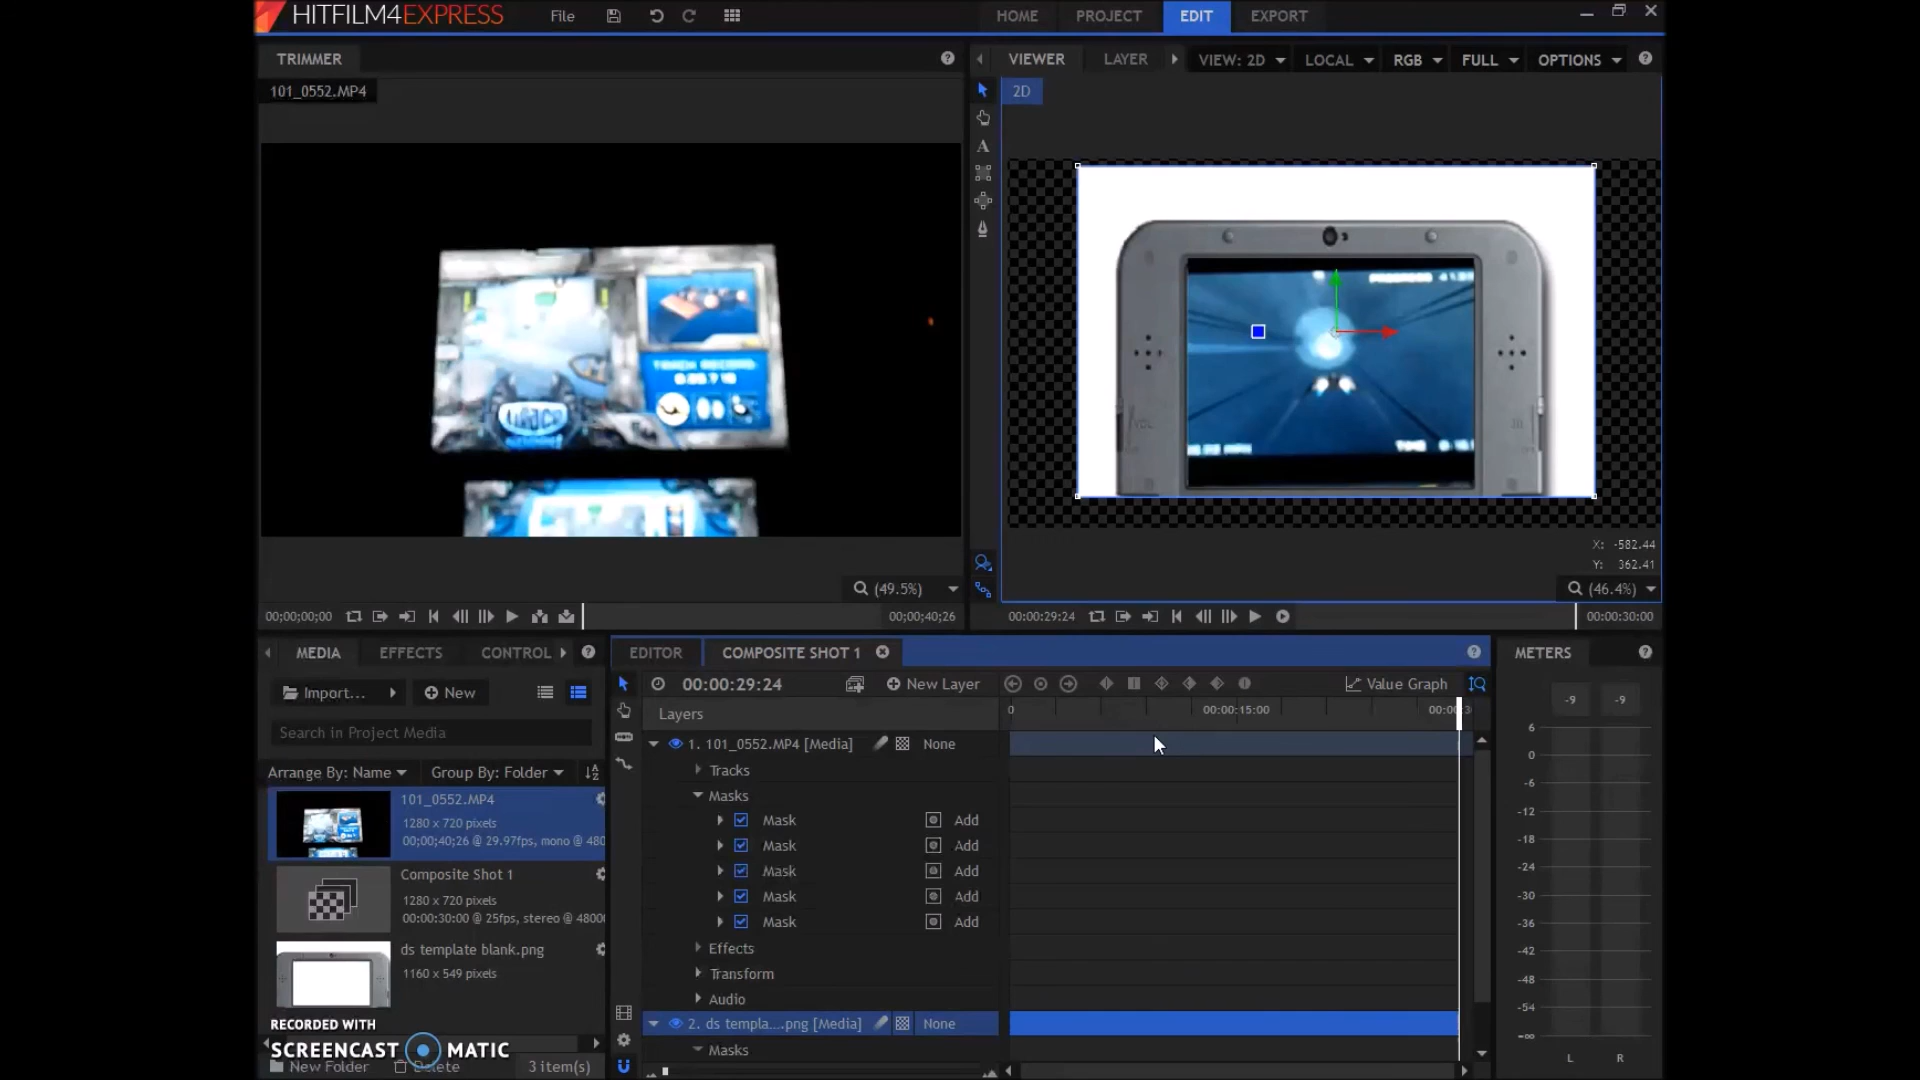 HITFILM4EXPRESS File HOME PROJECT EDIT EXPORT
TRIMMER
101_0552.MP4
VIEWER LAYER VIEW: 2D LOCAL RGB FULL OPTIONS
2D
A
X: -582.44
Y: 362.41
(49.5%)
(46.4%)
00;00;00;00 00;00;40;26
00:00:29:24 00:00:30:00
MEDIA EFFECTS CONTROL
EDITOR COMPOSITE SHOT 1
METERS
Import... New
00:00:29:24 New Layer Value Graph
Search in Project Media
Layers
0 00:00:15:00
-9 -9
Arrange By: Name Group By: Folder
101_0552.MP4
1280 x 720 pixels
00;00;40;26 @ 29.97fps, mono @ 480
Composite Shot 1
1280 x 720 pixels
00:00:30:00 @ 25fps, stereo @ 4800
ds template blank.png
1160 x 549 pixels
1. 101_0552.MP4 [Media] None
Tracks
Masks
Mask Add
Mask Add
Mask Add
Mask Add
Mask Add
Effects
Transform
Audio
2. ds templa....png [Media] None
Masks
6
0
-6
-12
-18
-24
-30
-36
-42
-48
-54
-∞
L R
RECORDED WITH
SCREENCAST MATIC
New Folder Delete 3 item(s)